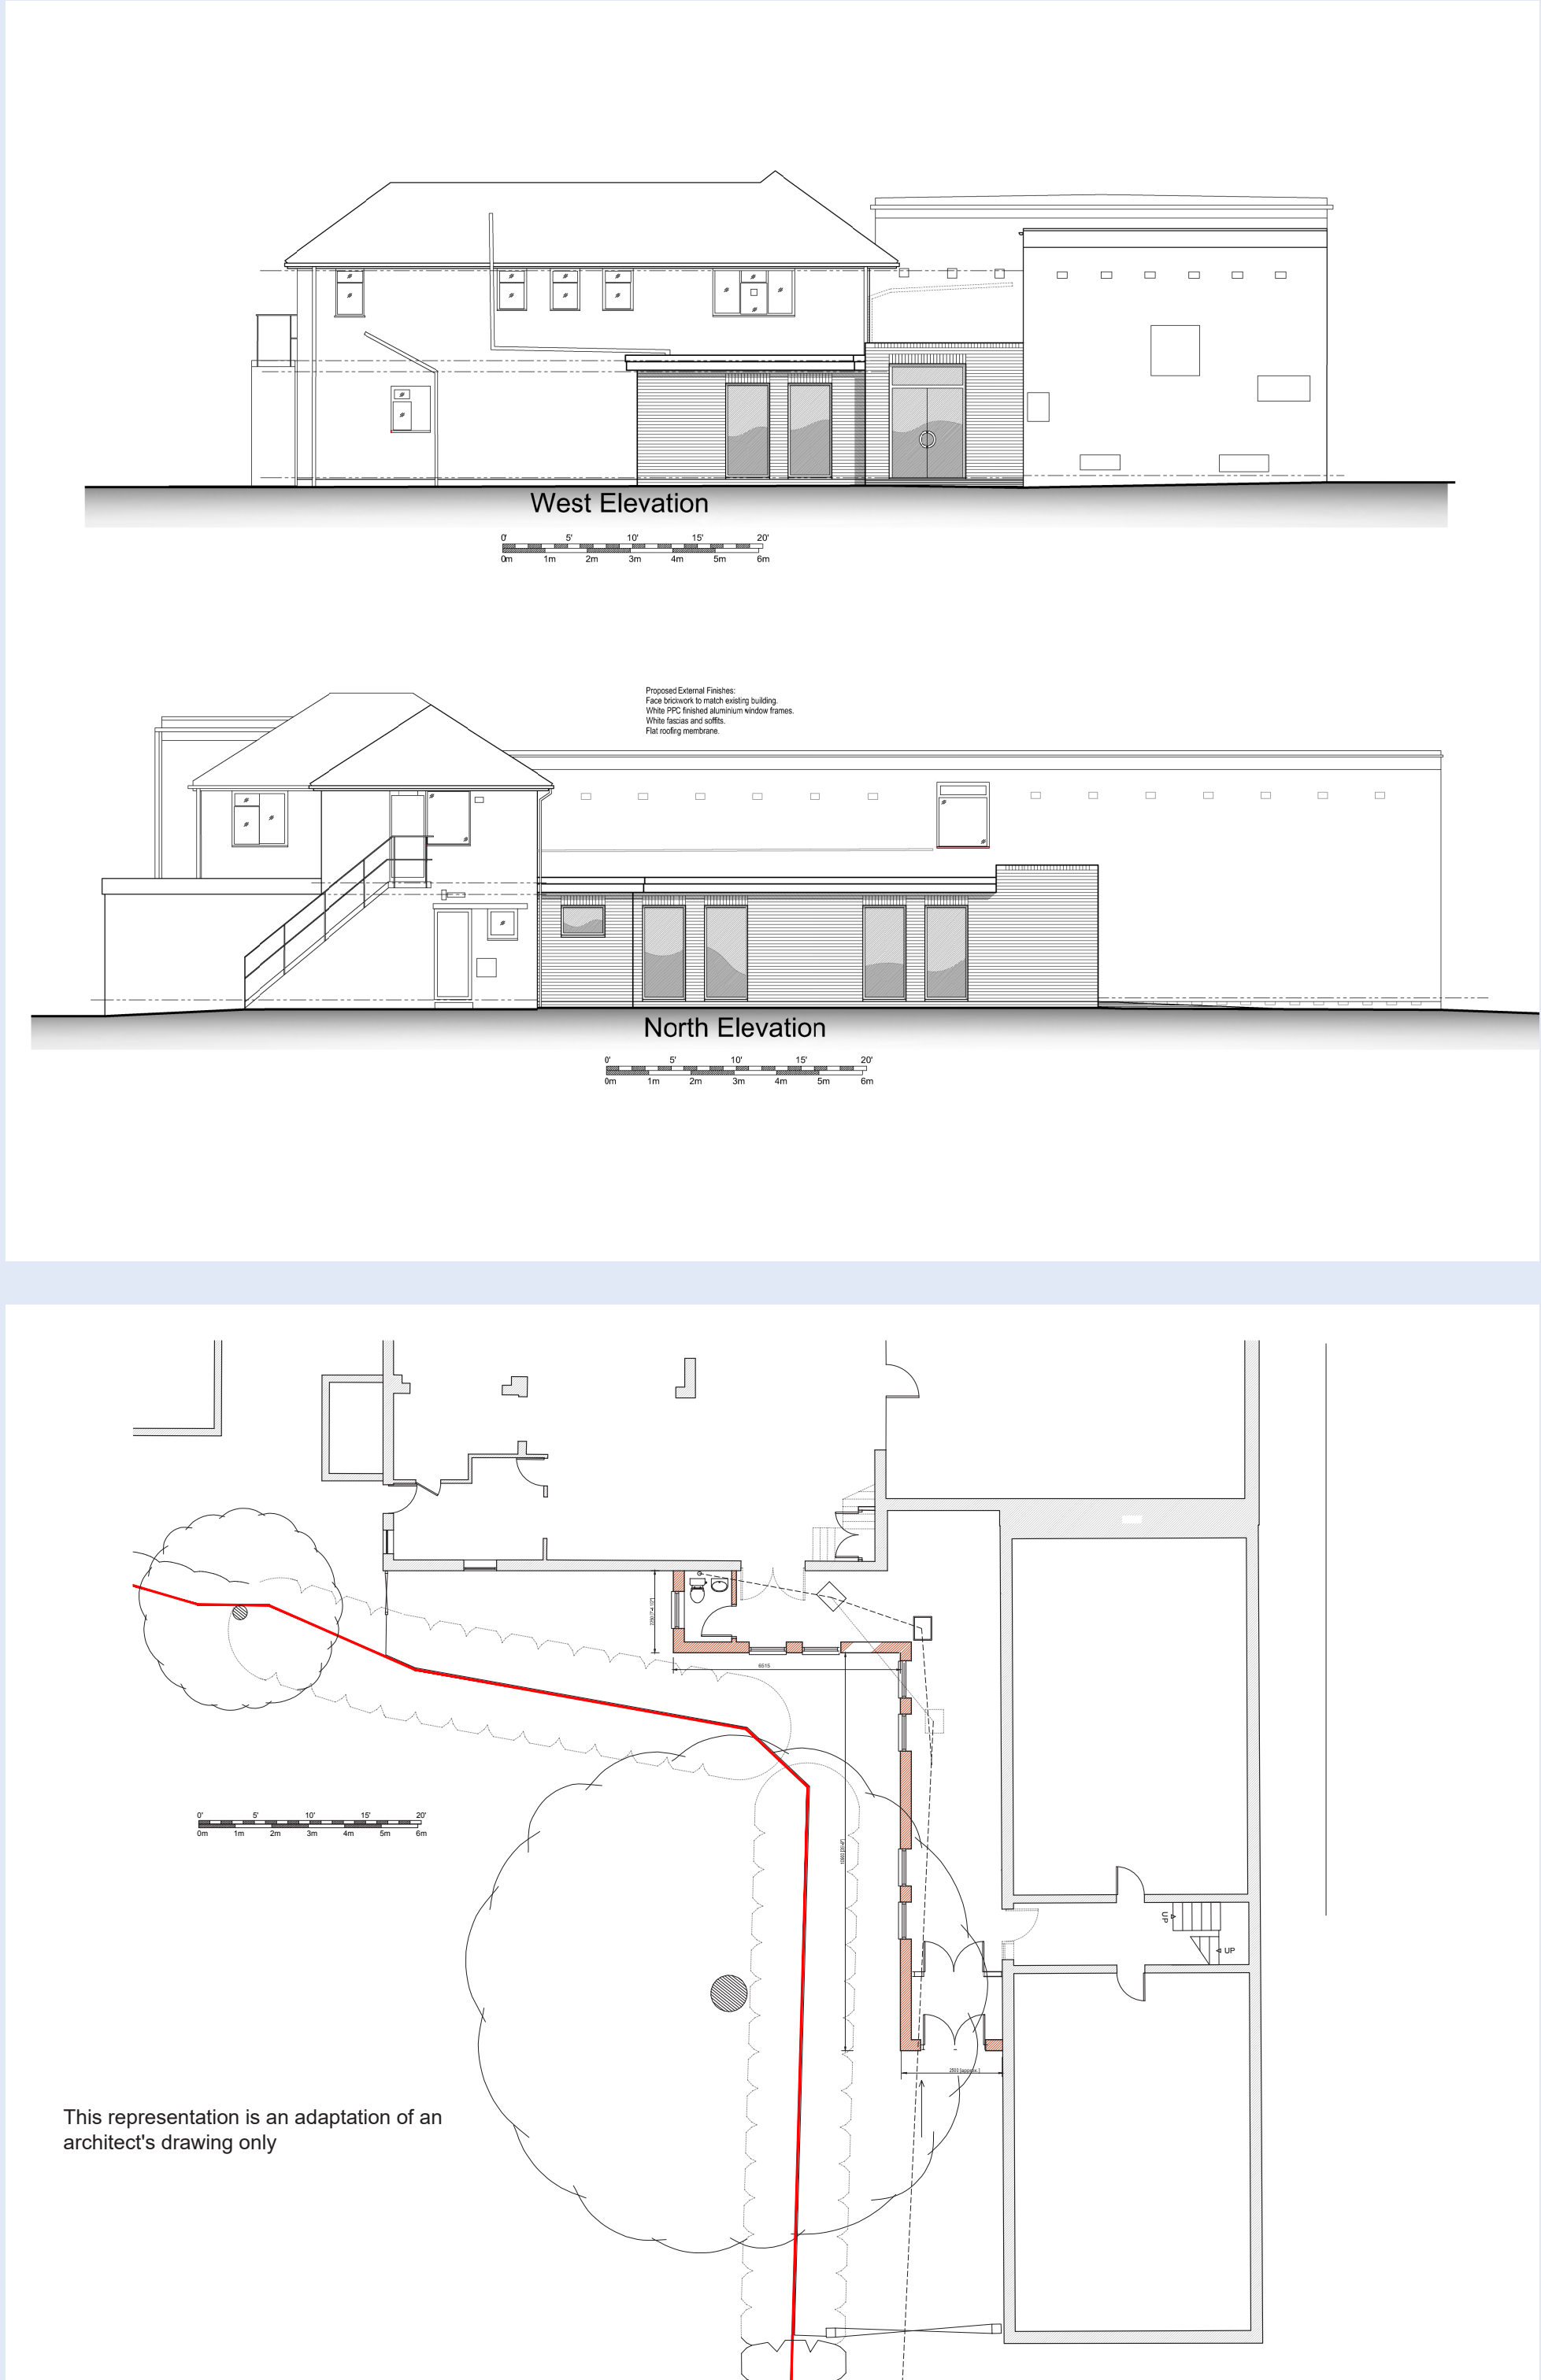 West Elevation
0' 5' 10' 15' 20'
0m 1m 2m 3m 4m 5m 6m
Proposed External Finishes:
Face brickwork to match existing building.
White PPC finished aluminium window frames.
White fascias and soffits.
Flat roofing membrane.
North Elevation
0' 5' 10' 15' 20'
0m 1m 2m 3m 4m 5m 6m
6515
0' 5' 10' 15' 20'
0m 1m 2m 3m 4m 5m 6m
UP
UP
2500 [approx.]
This representation is an adaptation of an
architect's drawing only